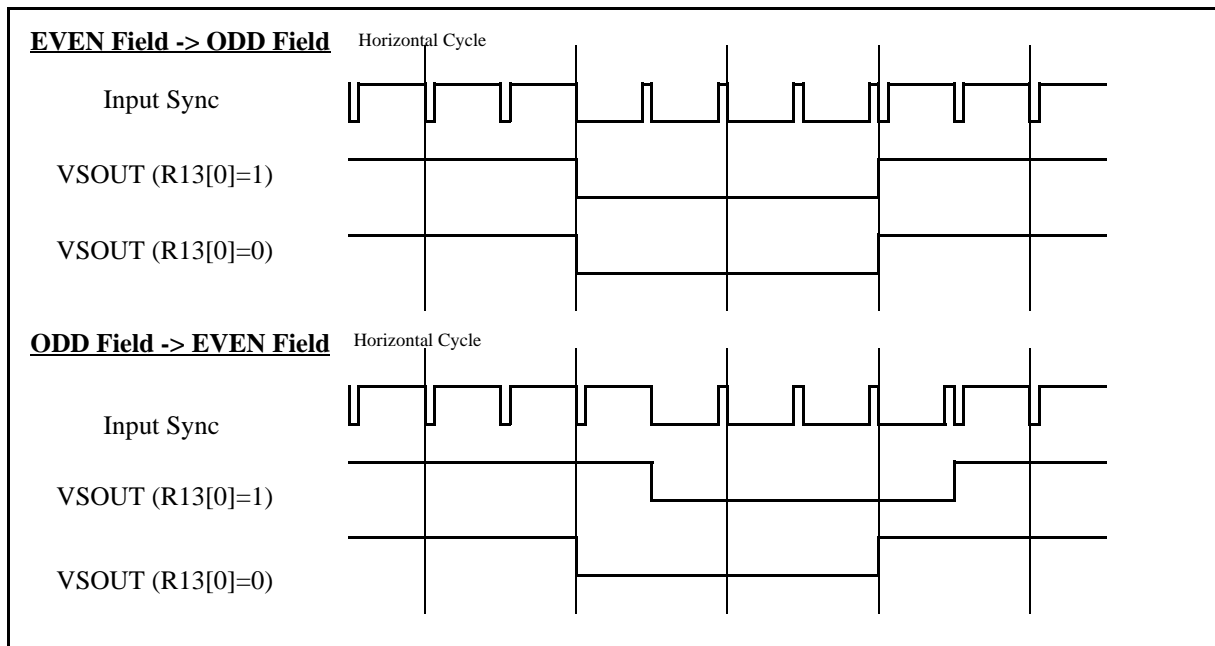 EVEN Field -> ODD Field Horizontal Cycle
Input Sync
VSOUT (R13[0]=1)
VSOUT (R13[0]=0)
ODD Field -> EVEN Field Horizontal Cycle
Input Sync
VSOUT (R13[0]=1)
VSOUT (R13[0]=0)